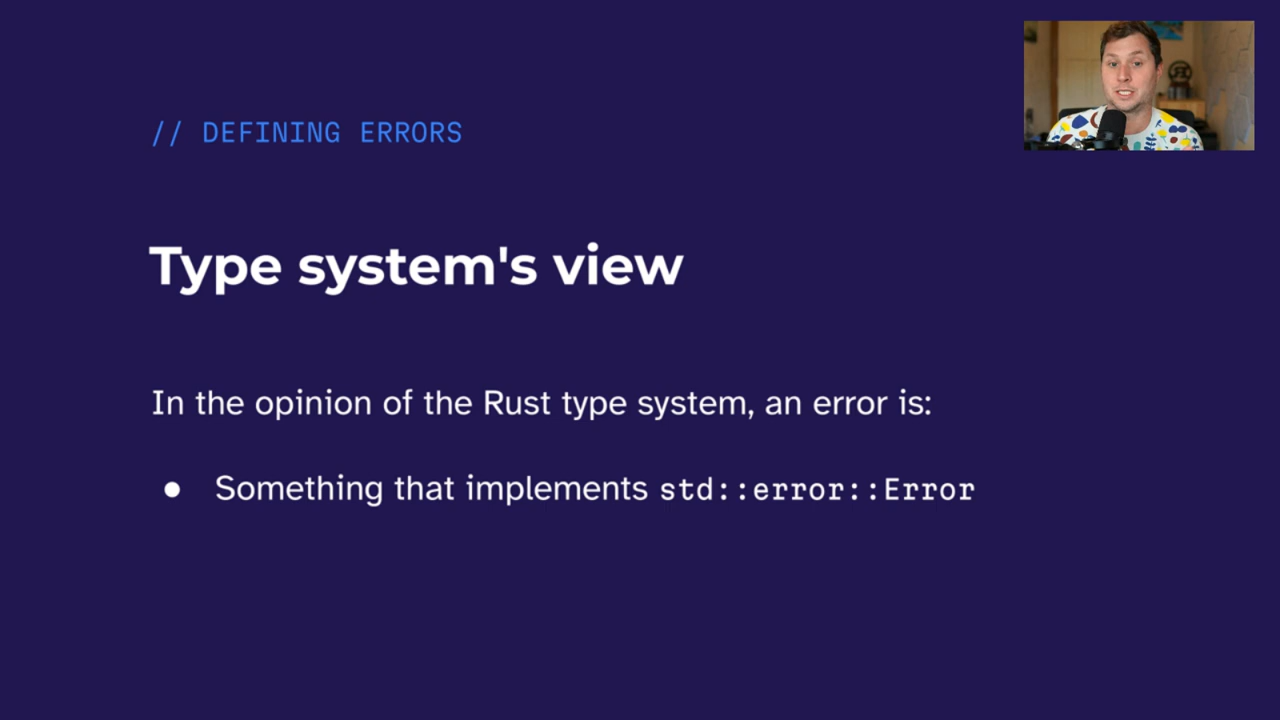 // DEFINING ERRORS
Type system's view
In the opinion of the Rust type system, an error is:
● Something that implements std::error::Error